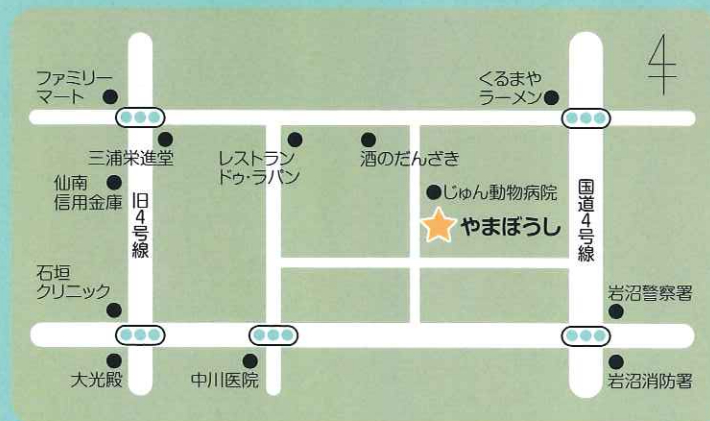 ファミリー
マート
くるまや
ラーメン
三浦栄進堂
レストラン
ドゥ・ラパン
酒のだんざき
仙南
信用金庫
旧4号線
じゅん動物病院
やまぼうし
国道4号線
石垣
クリニック
岩沼警察署
大光殿
中川医院
岩沼消防署